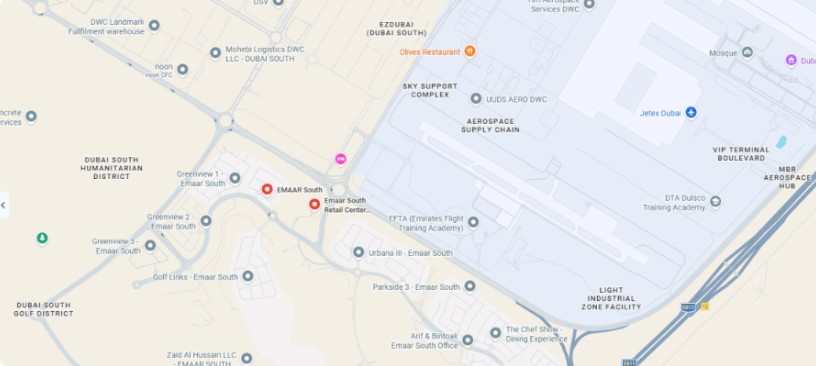 DSV
DWC Landmark
Fullfilment warehouse
Mohebi Logistics DWC
LLC - DUBAI SOUTH
noon
noon DFC
EZDUBAI
(DUBAI SOUTH)
Olives Restaurant
Services DWC
Mosque
SKY SUPPORT
COMPLEX
UUDS AERO DWC
AEROSPACE
SUPPLY CHAIN
Jetex Dubai
VIP TERMINAL
BOULEVARD
MBR
AEROSPACE
HUB
DUBAI SOUTH
HUMANITARIAN
DISTRICT
Greenview 1 -
Emaar South
EMAAR South
Emaar South
Retail Center...
Greenview 2 -
Emaar South
Greenview 3 -
Emaar South
EFTA (Emirates Flight
Training Academy)
DTA Dulsco
Training Academy
Urbana III - Emaar South
Golf Links - Emaar South
Parkside 3 - Emaar South
LIGHT
INDUSTRIAL
ZONE FACILITY
DUBAI SOUTH
GOLF DISTRICT
Arif & Bintoak
Emaar South Office
The Chef Show -
Dining Experience
Zaid Al Hussain LLC
- EMAAR SOUTH